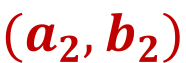 (a₂, b₂)